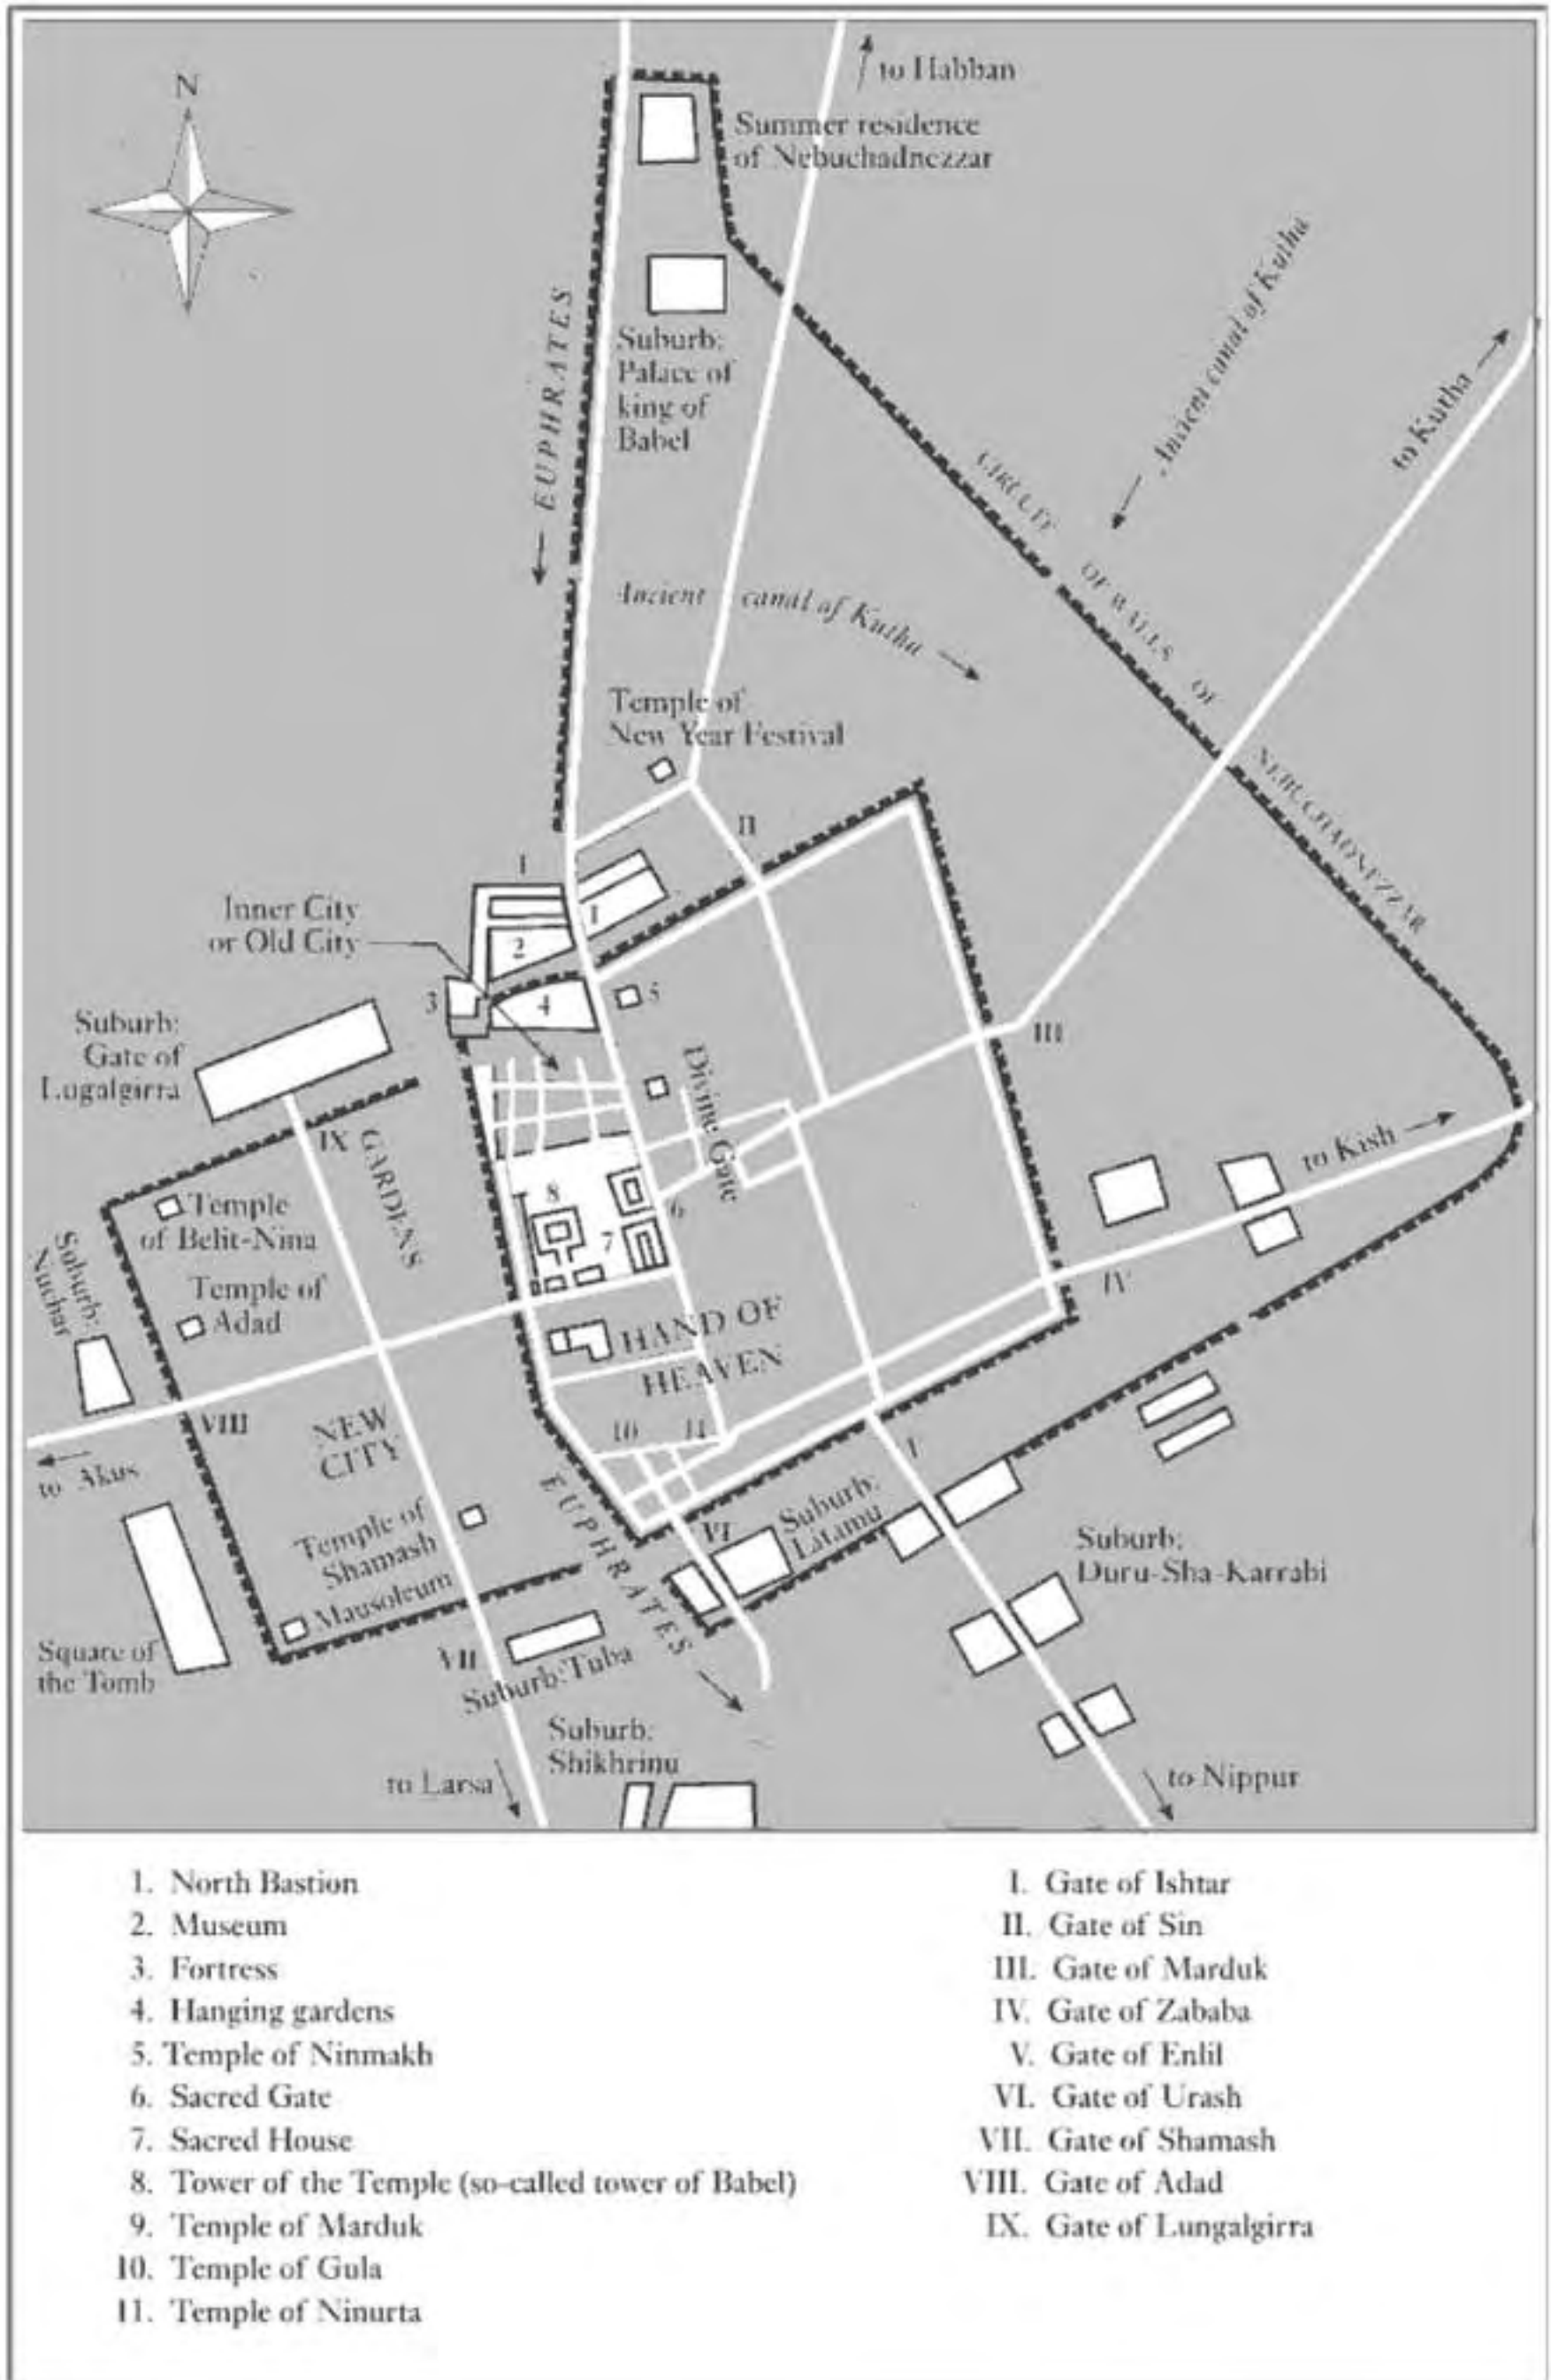 N
to Habban
Summer residence
of Nebuchadnezzar
EUPHRATES
Suburb:
Palace of
king of
Babel
Ancient canal of Kutha
to Kutha
CIRCUIT OF WALLS OF NEBUCHADNEZZAR
Ancient canal of Kutha
Temple of
New Year Festival
II
1
I
Inner City
or Old City
2
3
4
5
Suburb:
Gate of
Lugalgirra
III
Divine Gate
IX
GARDENS
to Kish
Temple
of Belit-Nina
8
6
7
Suburb:
Nuchar
Temple of
Adad
IV
HAND OF
HEAVEN
VIII
NEW
CITY
10
11
to Akus
EUPHRATES
Temple of
Shamash
VI
Suburb:
Litamu
Suburb:
Duru-Sha-Karrabi
Mausoleum
Square of
the Tomb
VII
Suburb: Tuba
Suburb:
Shikhrinu
to Larsa
to Nippur
1. North Bastion
2. Museum
3. Fortress
4. Hanging gardens
5. Temple of Ninmakh
6. Sacred Gate
7. Sacred House
8. Tower of the Temple (so-called tower of Babel)
9. Temple of Marduk
10. Temple of Gula
11. Temple of Ninurta
I. Gate of Ishtar
II. Gate of Sin
III. Gate of Marduk
IV. Gate of Zababa
V. Gate of Enlil
VI. Gate of Urash
VII. Gate of Shamash
VIII. Gate of Adad
IX. Gate of Lungalgirra